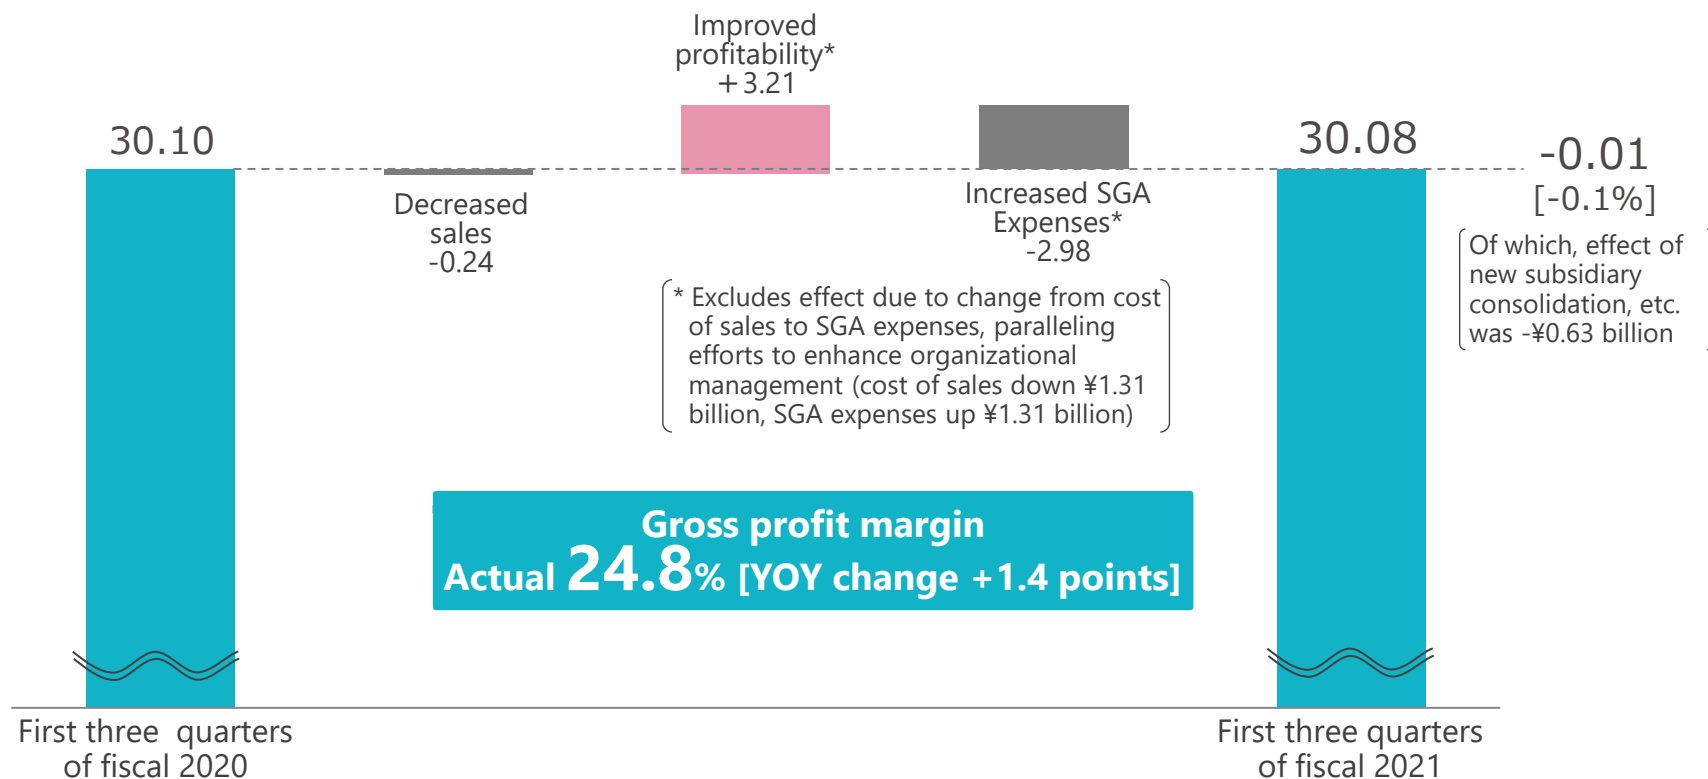 Improved
profitability*
+3.21
30.10
Decreased
sales
-0.24
Increased SGA
Expenses*
-2.98
30.08
-0.01
[-0.1%]
Of which, effect of
new subsidiary
consolidation, etc.
was -¥0.63 billion
* Excludes effect due to change from cost
of sales to SGA expenses, paralleling
efforts to enhance organizational
management (cost of sales down ¥1.31
billion, SGA expenses up ¥1.31 billion)
Gross profit margin
Actual 24.8% [YOY change +1.4 points]
First three quarters
of fiscal 2020
First three quarters
of fiscal 2021